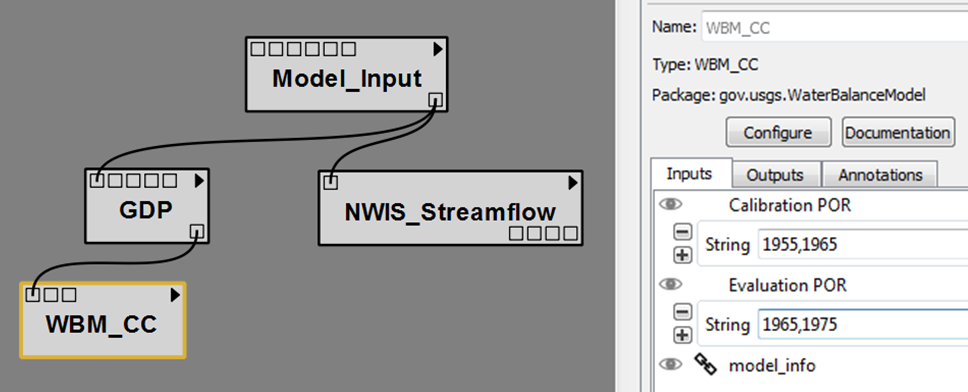 Model_Input
GDP
NWIS_Streamflow
WBM_CC
Name: WBM_CC
Type: WBM_CC
Package: gov.usgs.WaterBalanceModel
Configure Documentation
Inputs Outputs Annotations
Calibration POR
String 1955,1965
Evaluation POR
String 1965,1975
model_info